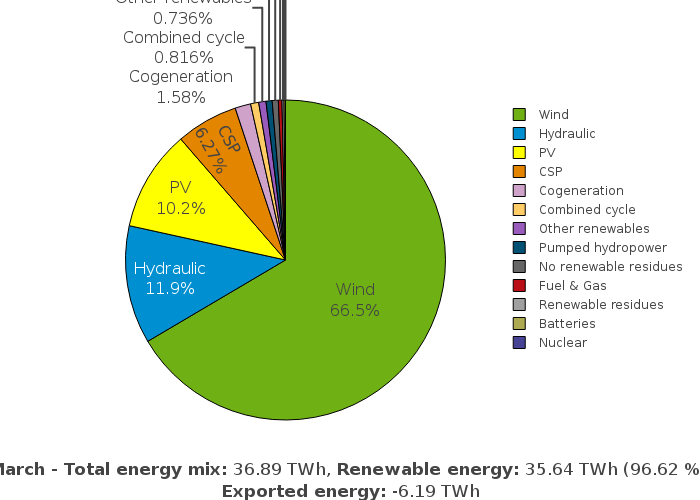 Other renewables
0.736%
Combined cycle
0.816%
Cogeneration
1.58%
CSP
6.27%
PV
10.2%
Hydraulic
11.9%
Wind
66.5%
Wind
Hydraulic
PV
CSP
Cogeneration
Combined cycle
Other renewables
Pumped hydropower
No renewable residues
Fuel & Gas
Renewable residues
Batteries
Nuclear
March - Total energy mix: 36.89 TWh, Renewable energy: 35.64 TWh (96.62 %
Exported energy: -6.19 TWh